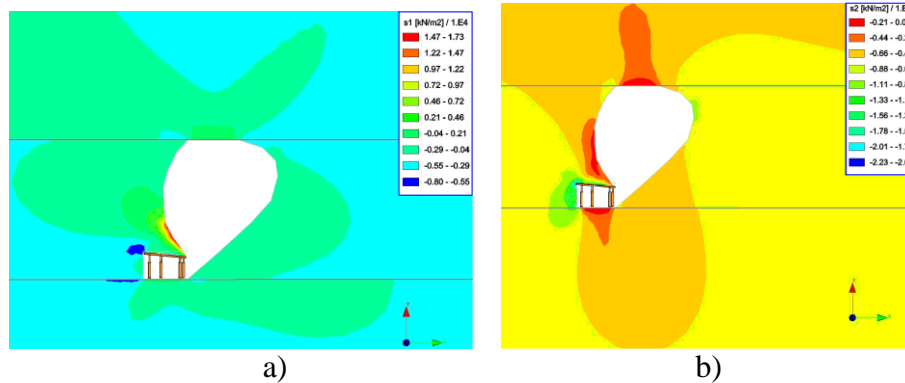 s1 [kN/m2] / 1.E4
1.47 - 1.73
1.22 - 1.47
0.97 - 1.22
0.72 - 0.97
0.46 - 0.72
0.21 - 0.46
-0.04 - 0.21
-0.29 - -0.04
-0.55 - -0.29
-0.80 - -0.55
a)
s2 [kN/m2] / 1.E
-0.21 - 0.0
-0.44 - -0.
-0.66 - -0.
-0.88 - -0.
-1.11 - -0.
-1.33 - -1.
-1.56 - -1.
-1.78 - -1.
-2.01 - -1.
-2.23 - -2.
b)